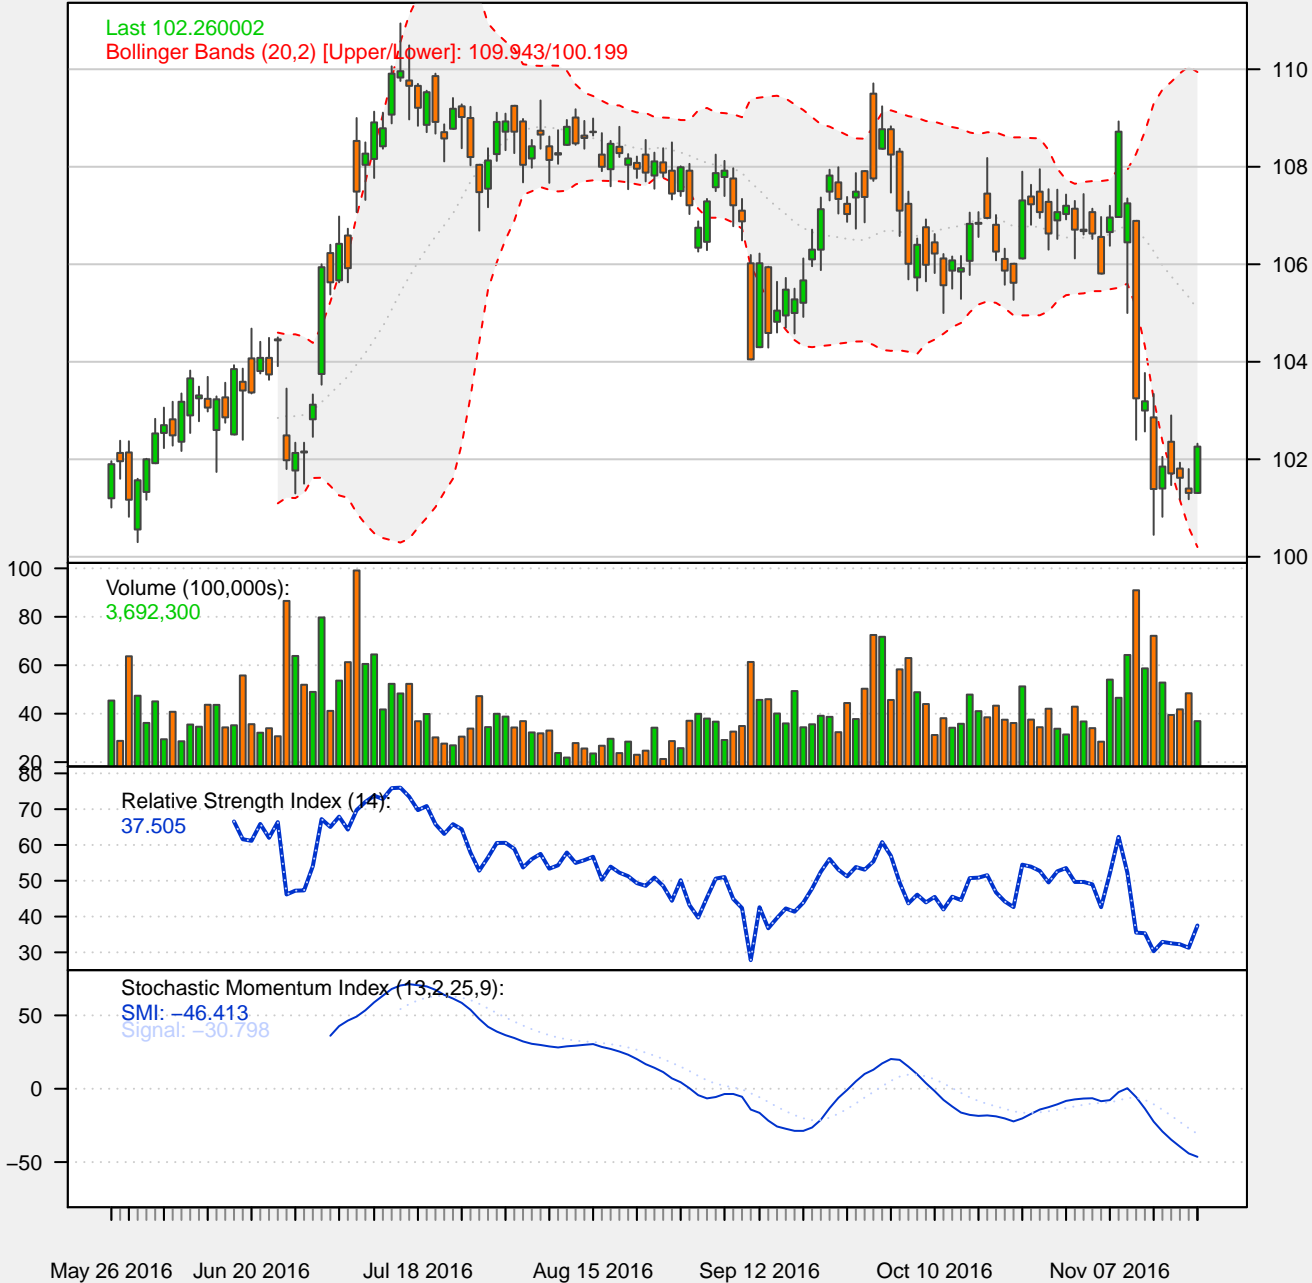 Last 102.260002
Bollinger Bands (20,2) [Upper/Lower]: 109.943/100.199
110
108
106
104
102
100
100
80
60
40
20
Volume (100,000s):
3,692,300
80
70
60
50
40
30
Relative Strength Index (14):
37.505
50
0
−50
Stochastic Momentum Index (13,2,25,9):
SMI: −46.413
Signal: −30.798
May 26 2016 Jun 20 2016 Jul 18 2016 Aug 15 2016 Sep 12 2016 Oct 10 2016 Nov 07 2016